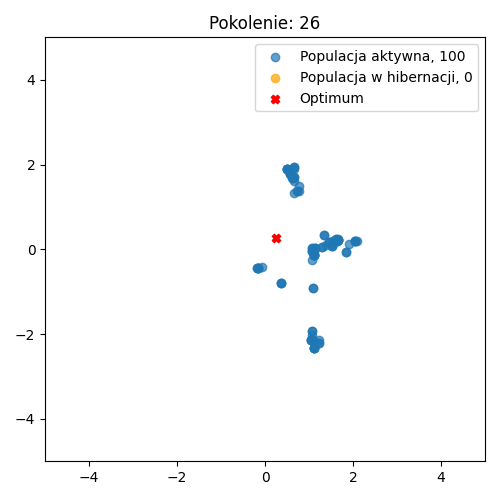 Pokolenie: 26
Populacja aktywna, 100
Populacja w hibernacji, 0
Optimum
4
2
0
−2
−4
−4 −2 0 2 4